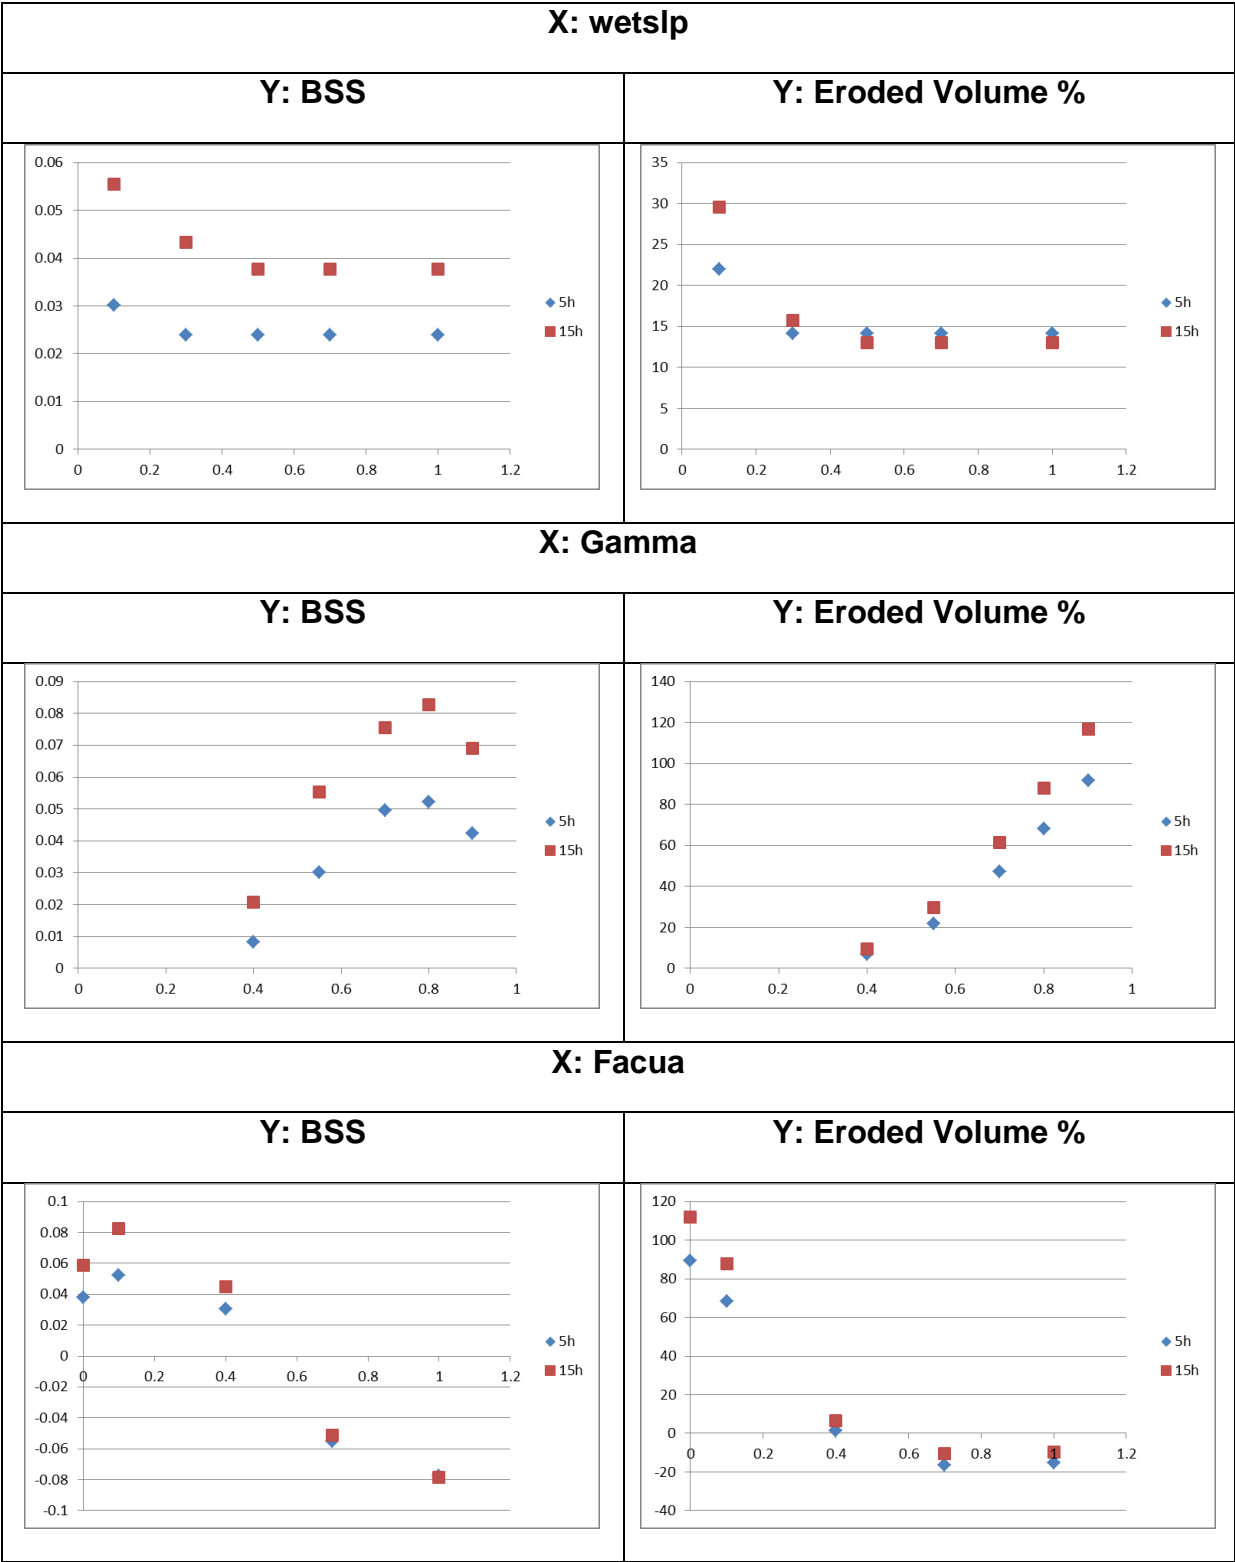 X: wetslp
Y: BSS
Y: Eroded Volume %
0.06
0.05
0.04
0.03
0.02
0.01
0
0 0.2 0.4 0.6 0.8 1 1.2
5h
15h
35
30
25
20
15
10
5
0
0 0.2 0.4 0.6 0.8 1 1.2
5h
15h
X: Gamma
Y: BSS
Y: Eroded Volume %
0.09
0.08
0.07
0.06
0.05
0.04
0.03
0.02
0.01
0
0 0.2 0.4 0.6 0.8 1
5h
15h
140
120
100
80
60
40
20
0
0 0.2 0.4 0.6 0.8 1
5h
15h
X: Facua
Y: BSS
Y: Eroded Volume %
0.1
0.08
0.06
0.04
0.02
0
0 0.2 0.4 0.6 0.8 1 1.2
-0.02
-0.04
-0.06
-0.08
-0.1
5h
15h
120
100
80
60
40
20
0
0 0.2 0.4 0.6 0.8 1 1.2
-20
-40
5h
15h